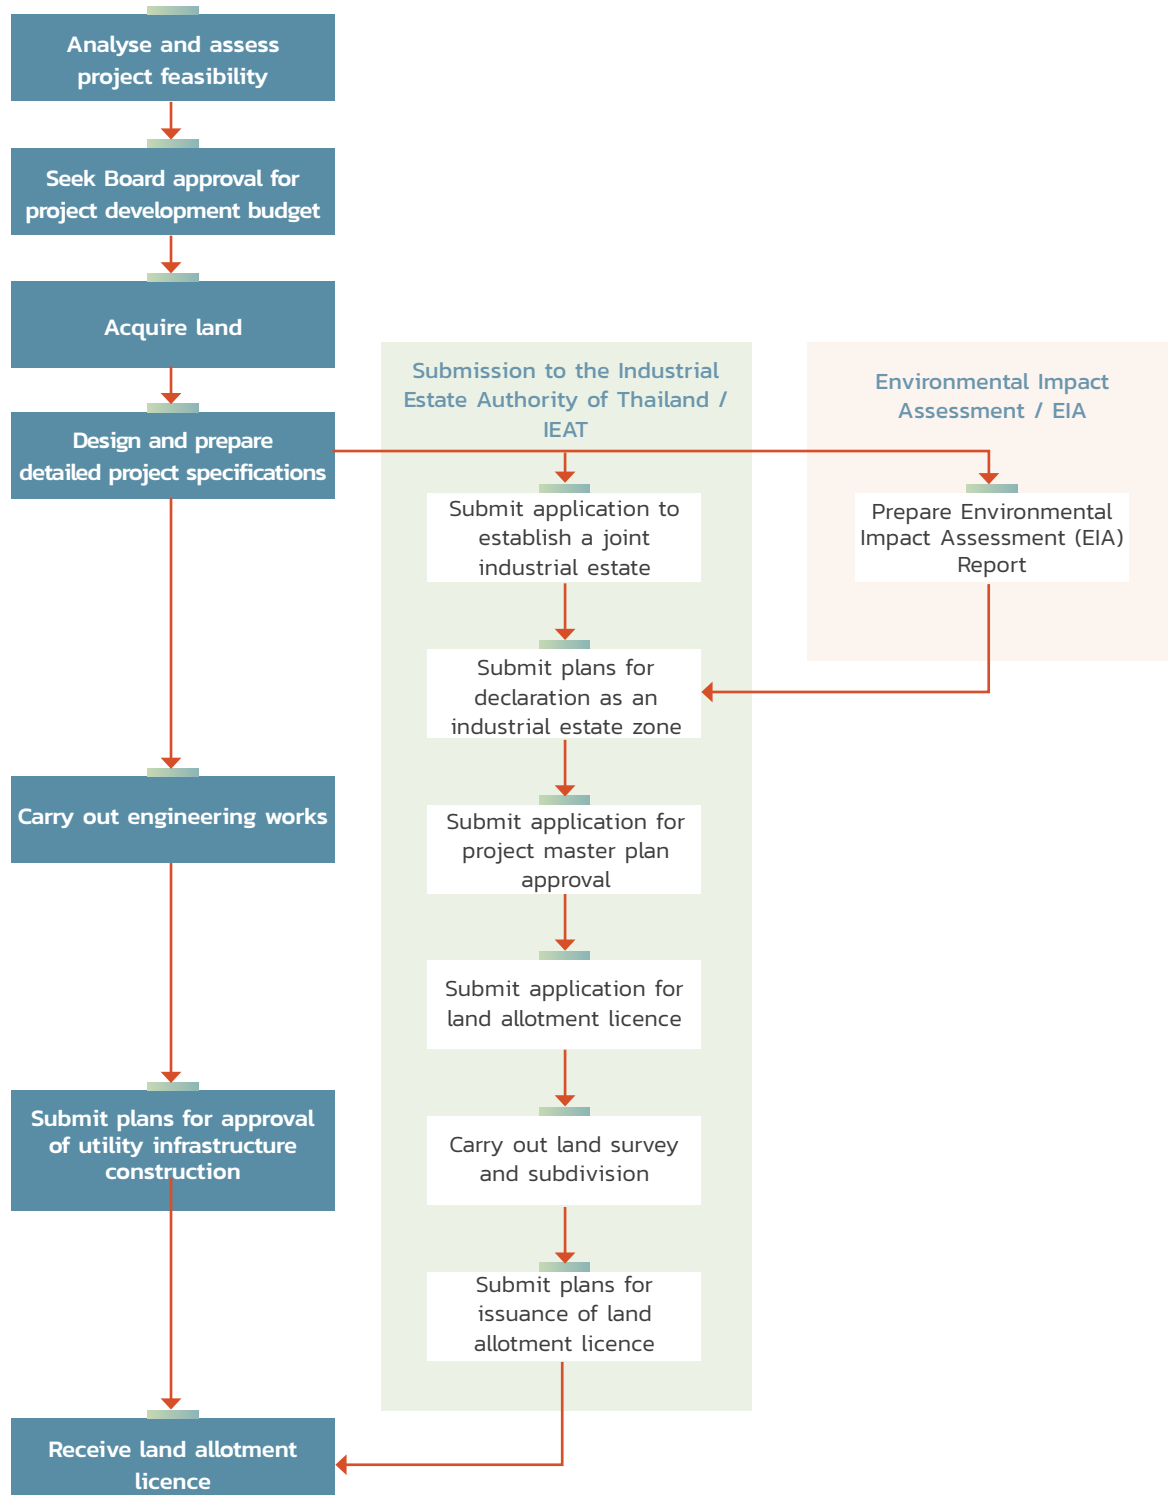 Analyse and assess
project feasibility
Seek Board approval for
project development budget
Acquire land
Design and prepare
detailed project specifications
Carry out engineering works
Submit plans for approval
of utility infrastructure
construction
Receive land allotment
licence
Submission to the Industrial
Estate Authority of Thailand /
IEAT
Submit application to
establish a joint
industrial estate
Submit plans for
declaration as an
industrial estate zone
Submit application for
project master plan
approval
Submit application for
land allotment licence
Carry out land survey
and subdivision
Submit plans for
issuance of land
allotment licence
Environmental Impact
Assessment / EIA
Prepare Environmental
Impact Assessment (EIA)
Report